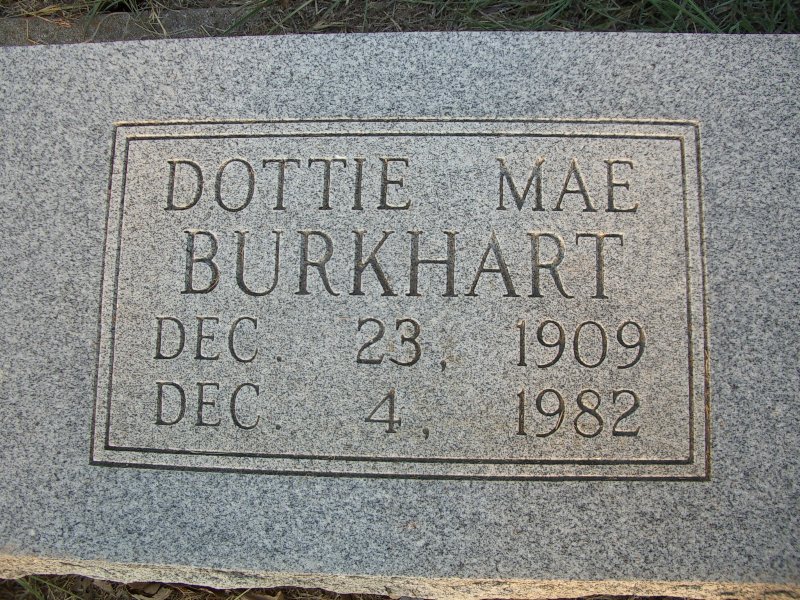 DOTTIE MAE
BURKHART
DEC. 23, 1909
DEC. 4, 1982